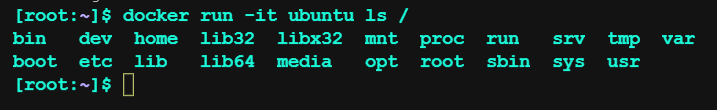 [root:~]$ docker run -it ubuntu ls /
bin dev home lib32 libx32 mnt proc run srv tmp var
boot etc lib lib64 media opt root sbin sys usr
[root:~]$